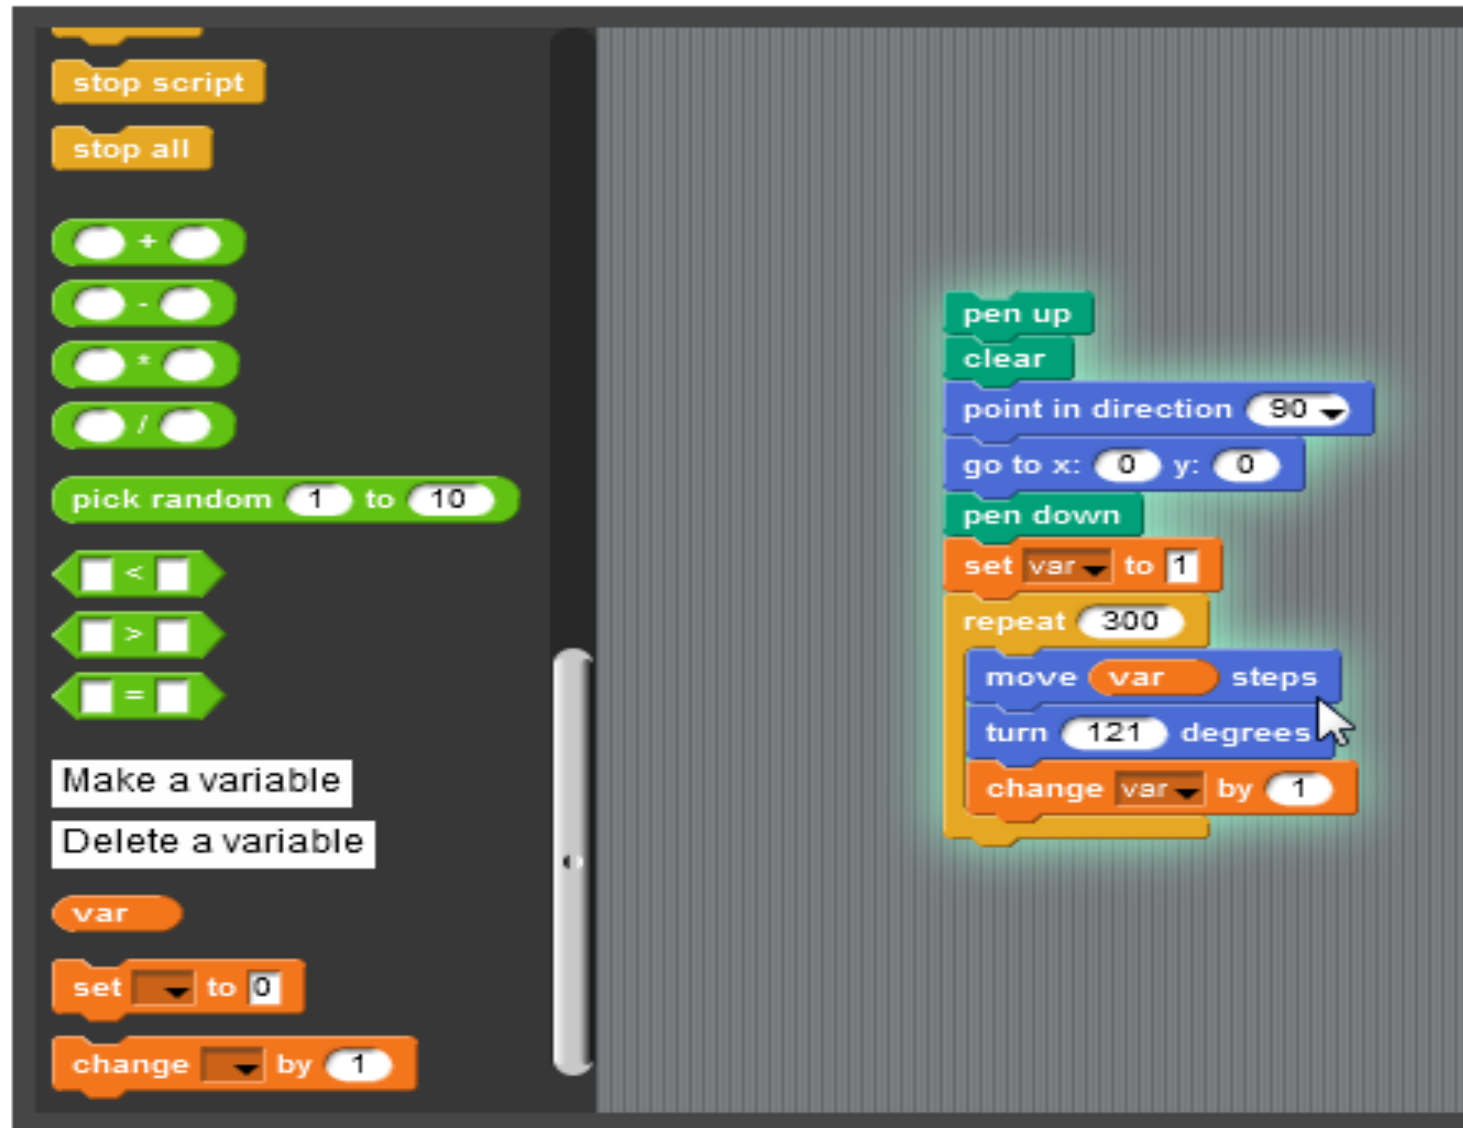 stop script
stop all
+
-
*
/
pick random 1 to 10
<
>
=
Make a variable
Delete a variable
var
set to 0
change by 1
pen up
clear
point in direction 90
go to x: 0 y: 0
pen down
set var to 1
repeat 300
move var steps
turn 121 degrees
change var by 1